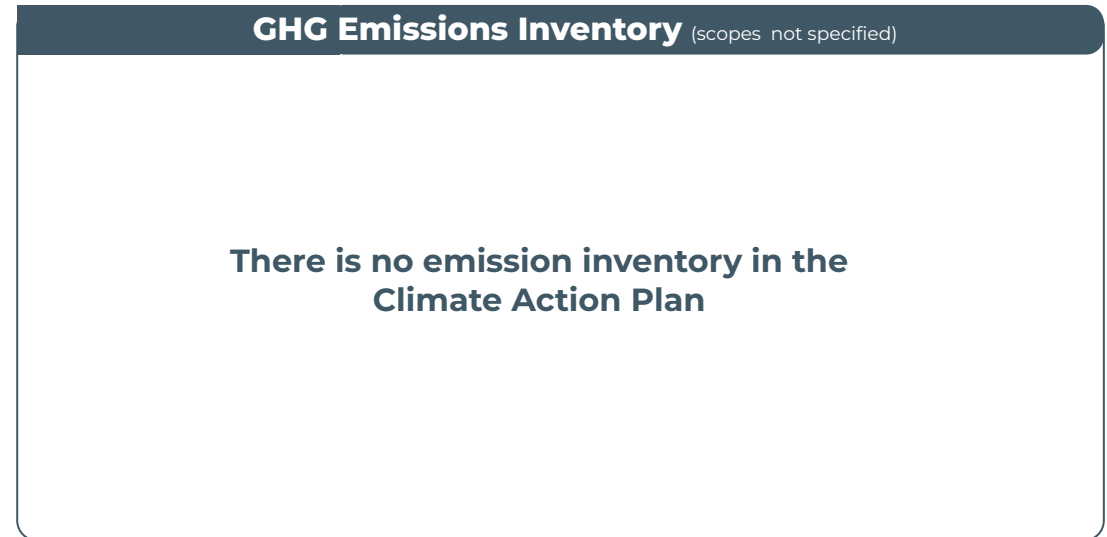 GHG Emissions Inventory (scopes not specified)
There is no emission inventory in the
Climate Action Plan